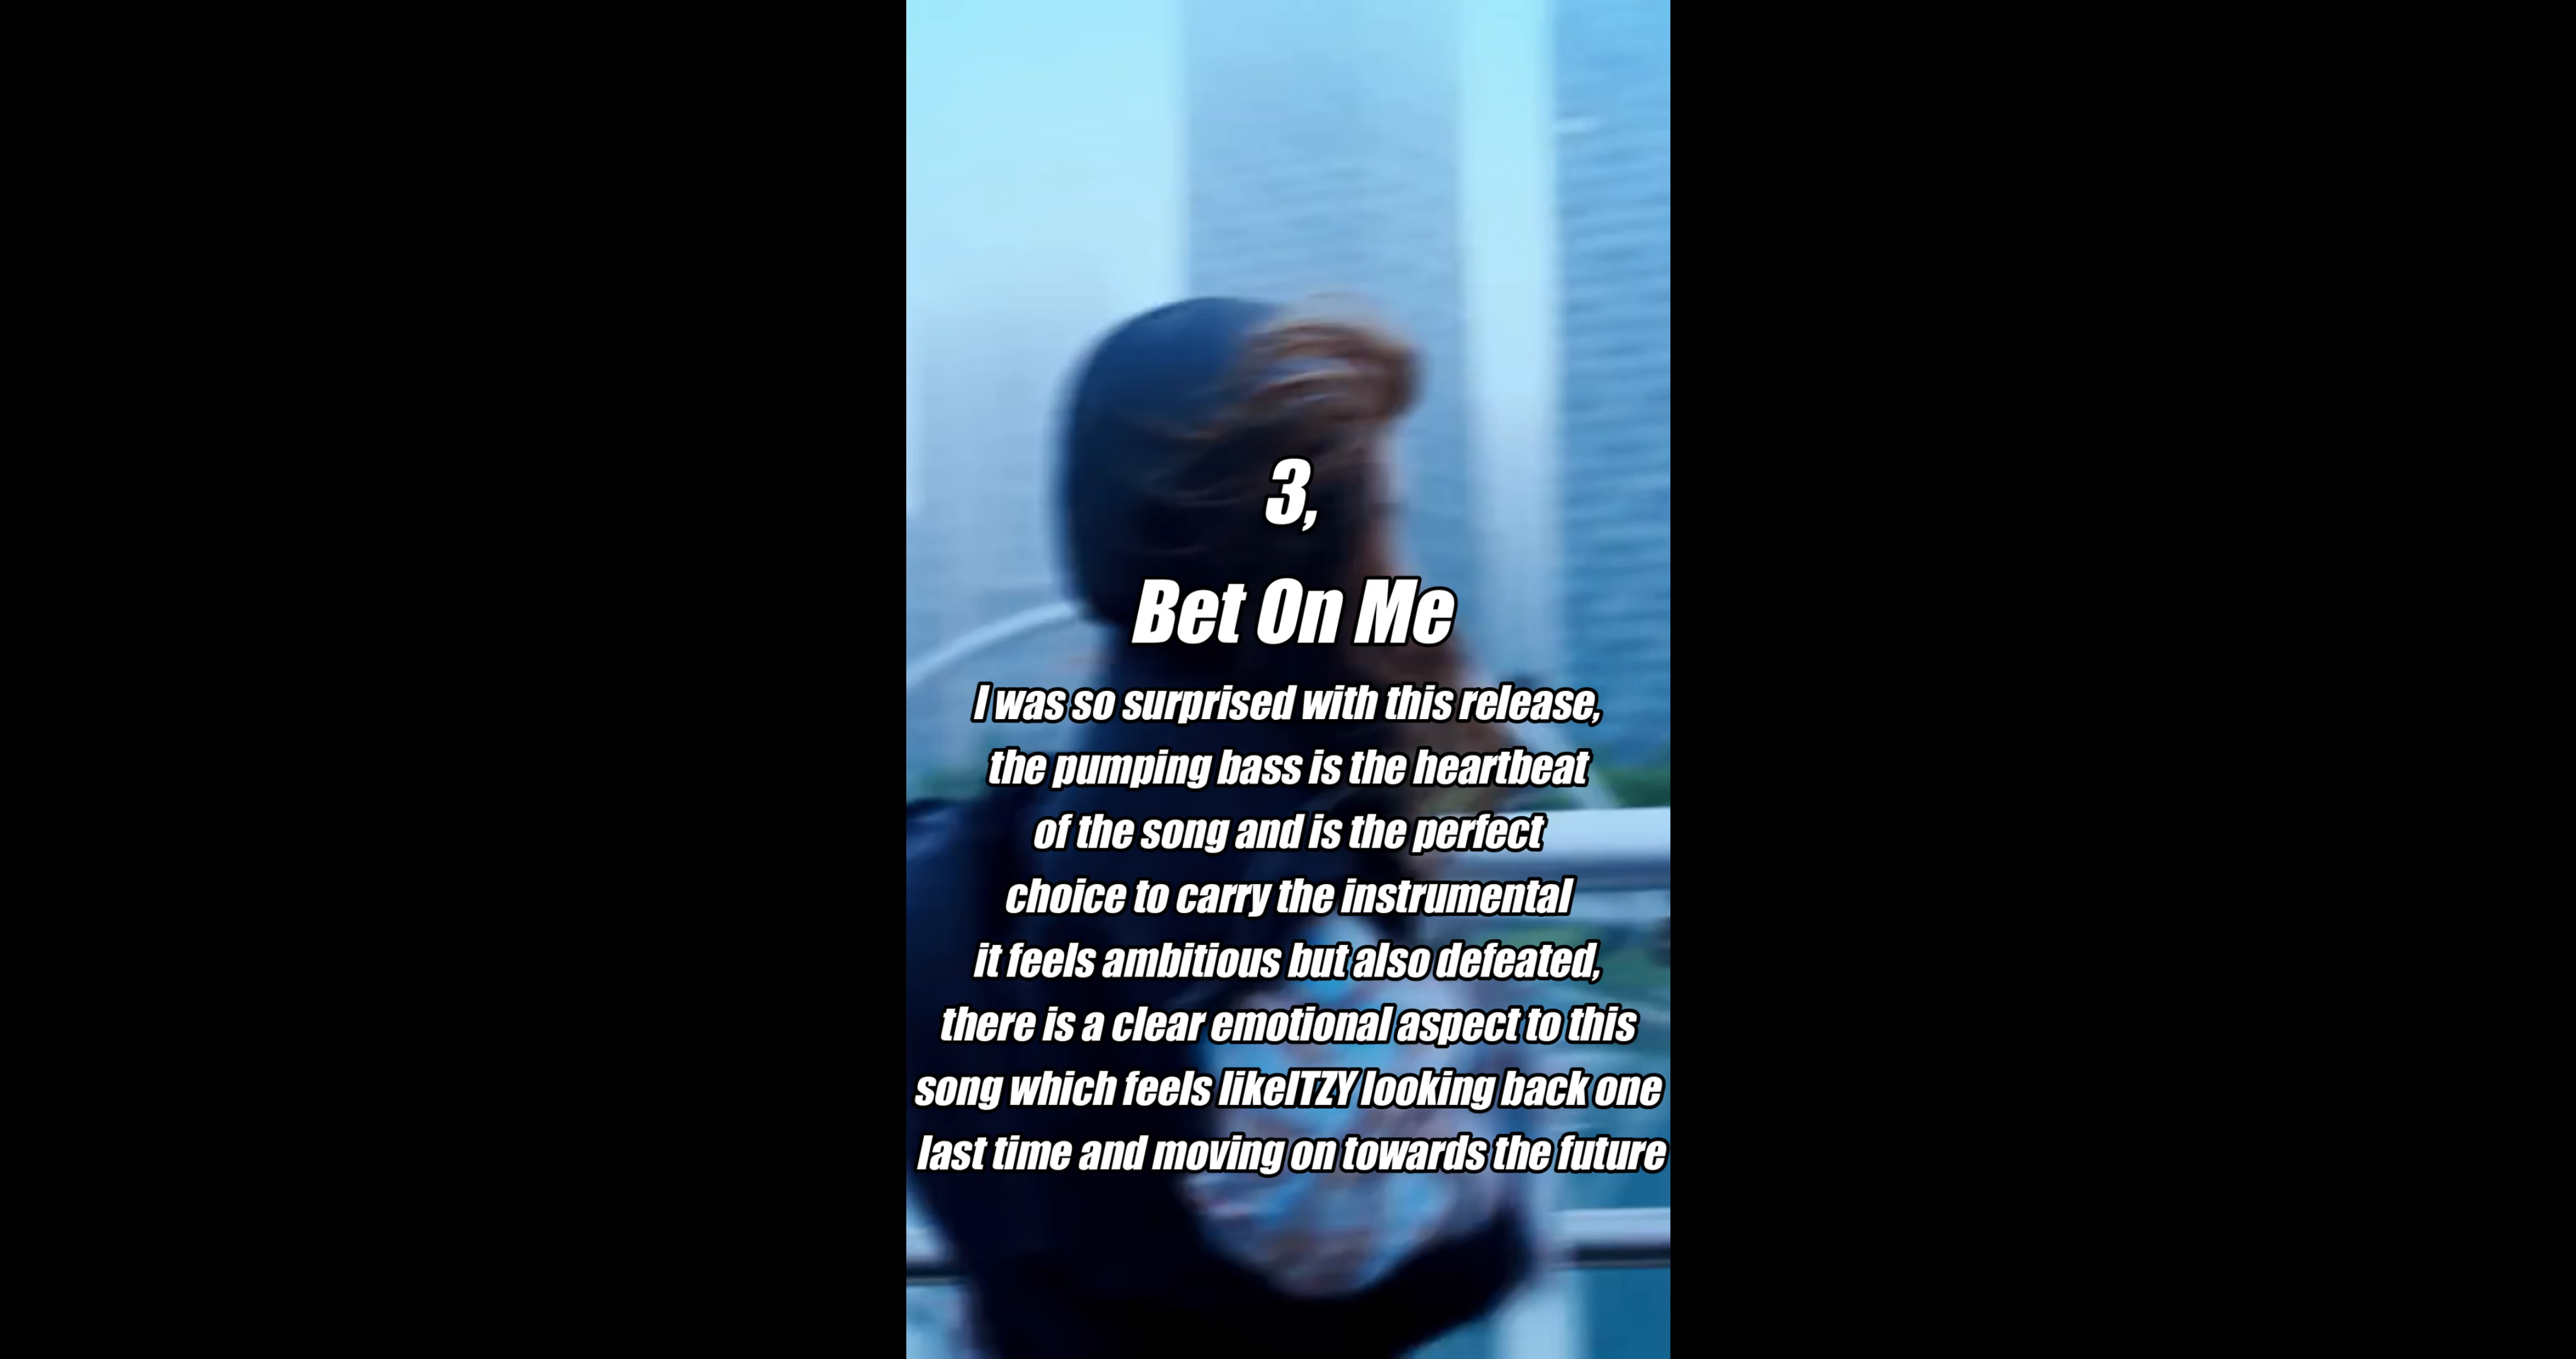 3,
Bet On Me
I was so surprised with this release,
the pumping bass is the heartbeat
of the song and is the perfect
choice to carry the instrumental
it feels ambitious but also defeated,
there is a clear emotional aspect to this
song which feels likeITZY looking back one
last time and moving on towards the future